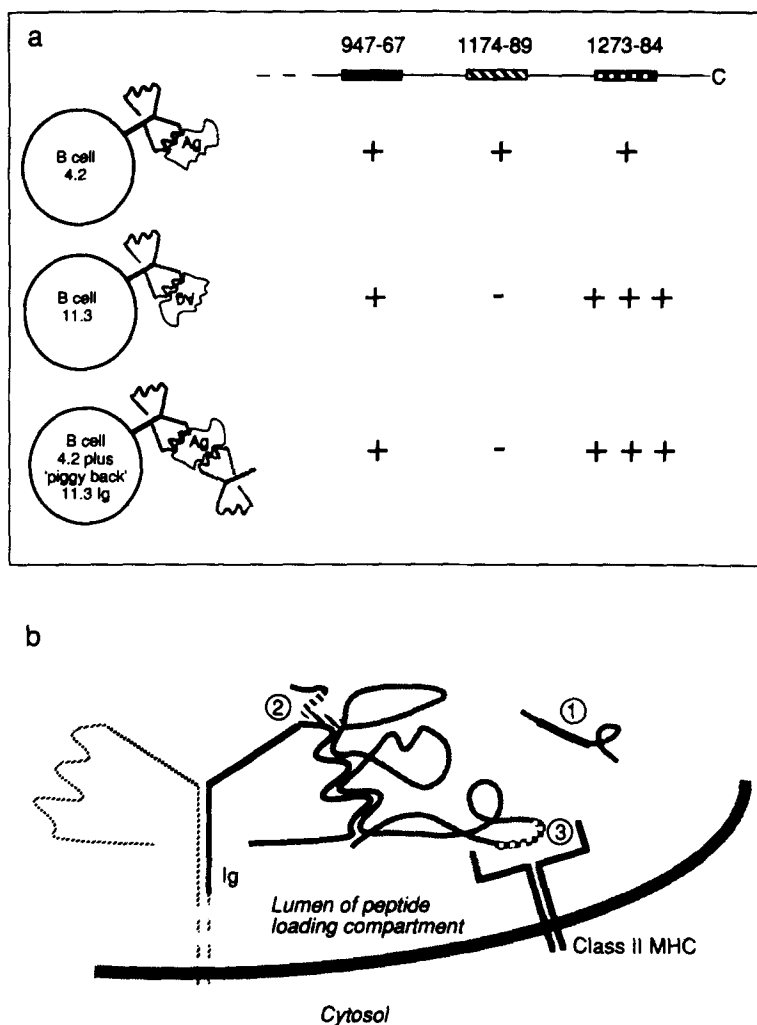 a
947-67 1174-89 1273-84
C
Ag
B cell
4.2
+ + +
Ag
B cell
11.3
+ - + + +
Ag
B cell
4.2 plus
'piggy back'
11.3 Ig
+ - + + +
b
2
1
3
Ig
Lumen of peptide
loading compartment
Class II MHC
Cytosol